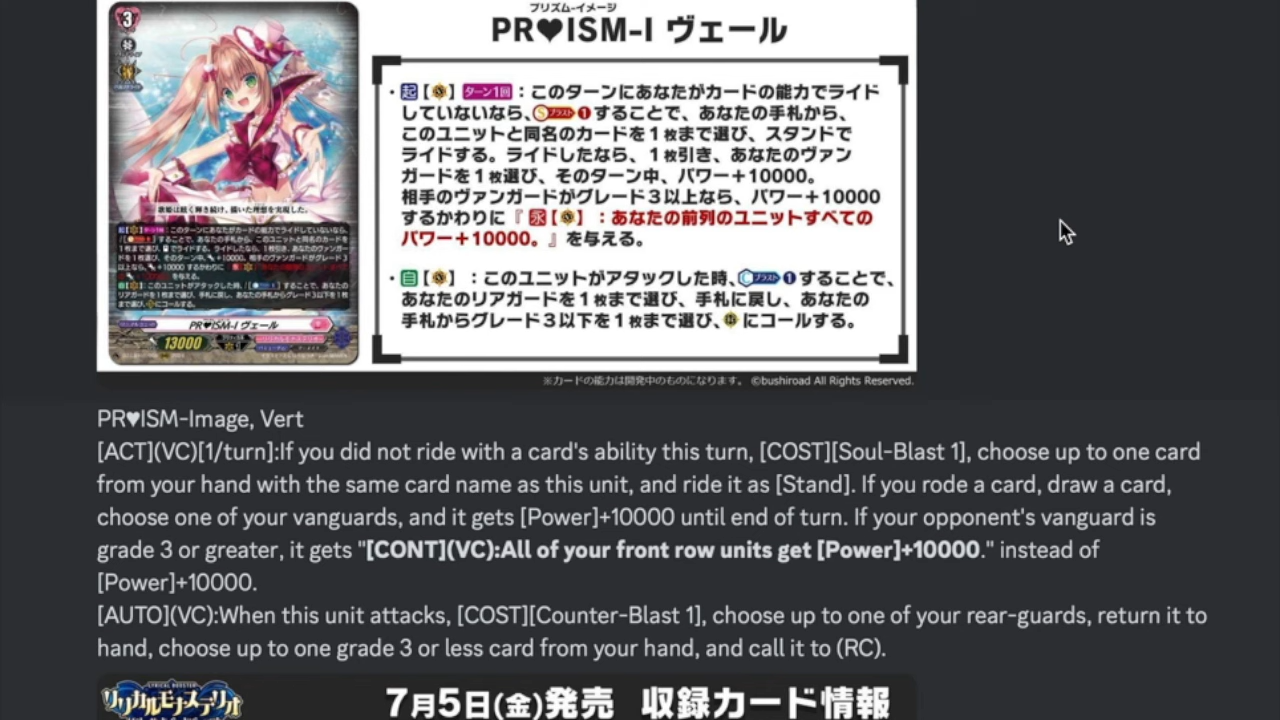 3
プリズム-イメージ
PR♥ISM-I ヴェール
・起【】ターン1回：このターンにあなたがカードの能力でライド
していないなら、Sブラスト1することで、あなたの手札から、
このユニットと同名のカードを１枚まで選び、スタンドで
ライドする。ライドしたなら、１枚引き、あなたのヴァン
ガードを１枚選び、そのターン中、パワー＋10000。
相手のヴァンガードがグレード３以上なら、パワー＋10000
するかわりに『永【】：あなたの前列のユニットすべての
パワー＋10000。』を与える。
・自【】：このユニットがアタックした時、Cブラスト1することで、
あなたのリアガードを１枚まで選び、手札に戻し、あなたの
手札からグレード３以下を１枚まで選び、にコールする。
PR♥ISM-I ヴェール
13000
※カードの能力は開発中のものになります。 ©bushiroad All Rights Reserved.
PR♥ISM-Image, Vert
[ACT](VC)[1/turn]:If you did not ride with a card's ability this turn, [COST][Soul-Blast 1], choose up to one card
from your hand with the same card name as this unit, and ride it as [Stand]. If you rode a card, draw a card,
choose one of your vanguards, and it gets [Power]+10000 until end of turn. If your opponent's vanguard is
grade 3 or greater, it gets "[CONT](VC):All of your front row units get [Power]+10000." instead of
[Power]+10000.
[AUTO](VC):When this unit attacks, [COST][Counter-Blast 1], choose up to one of your rear-guards, return it to
hand, choose up to one grade 3 or less card from your hand, and call it to (RC).
LYRICAL BOOSTER
リリカルモナステリオ
7月5日(金)発売 収録カード情報